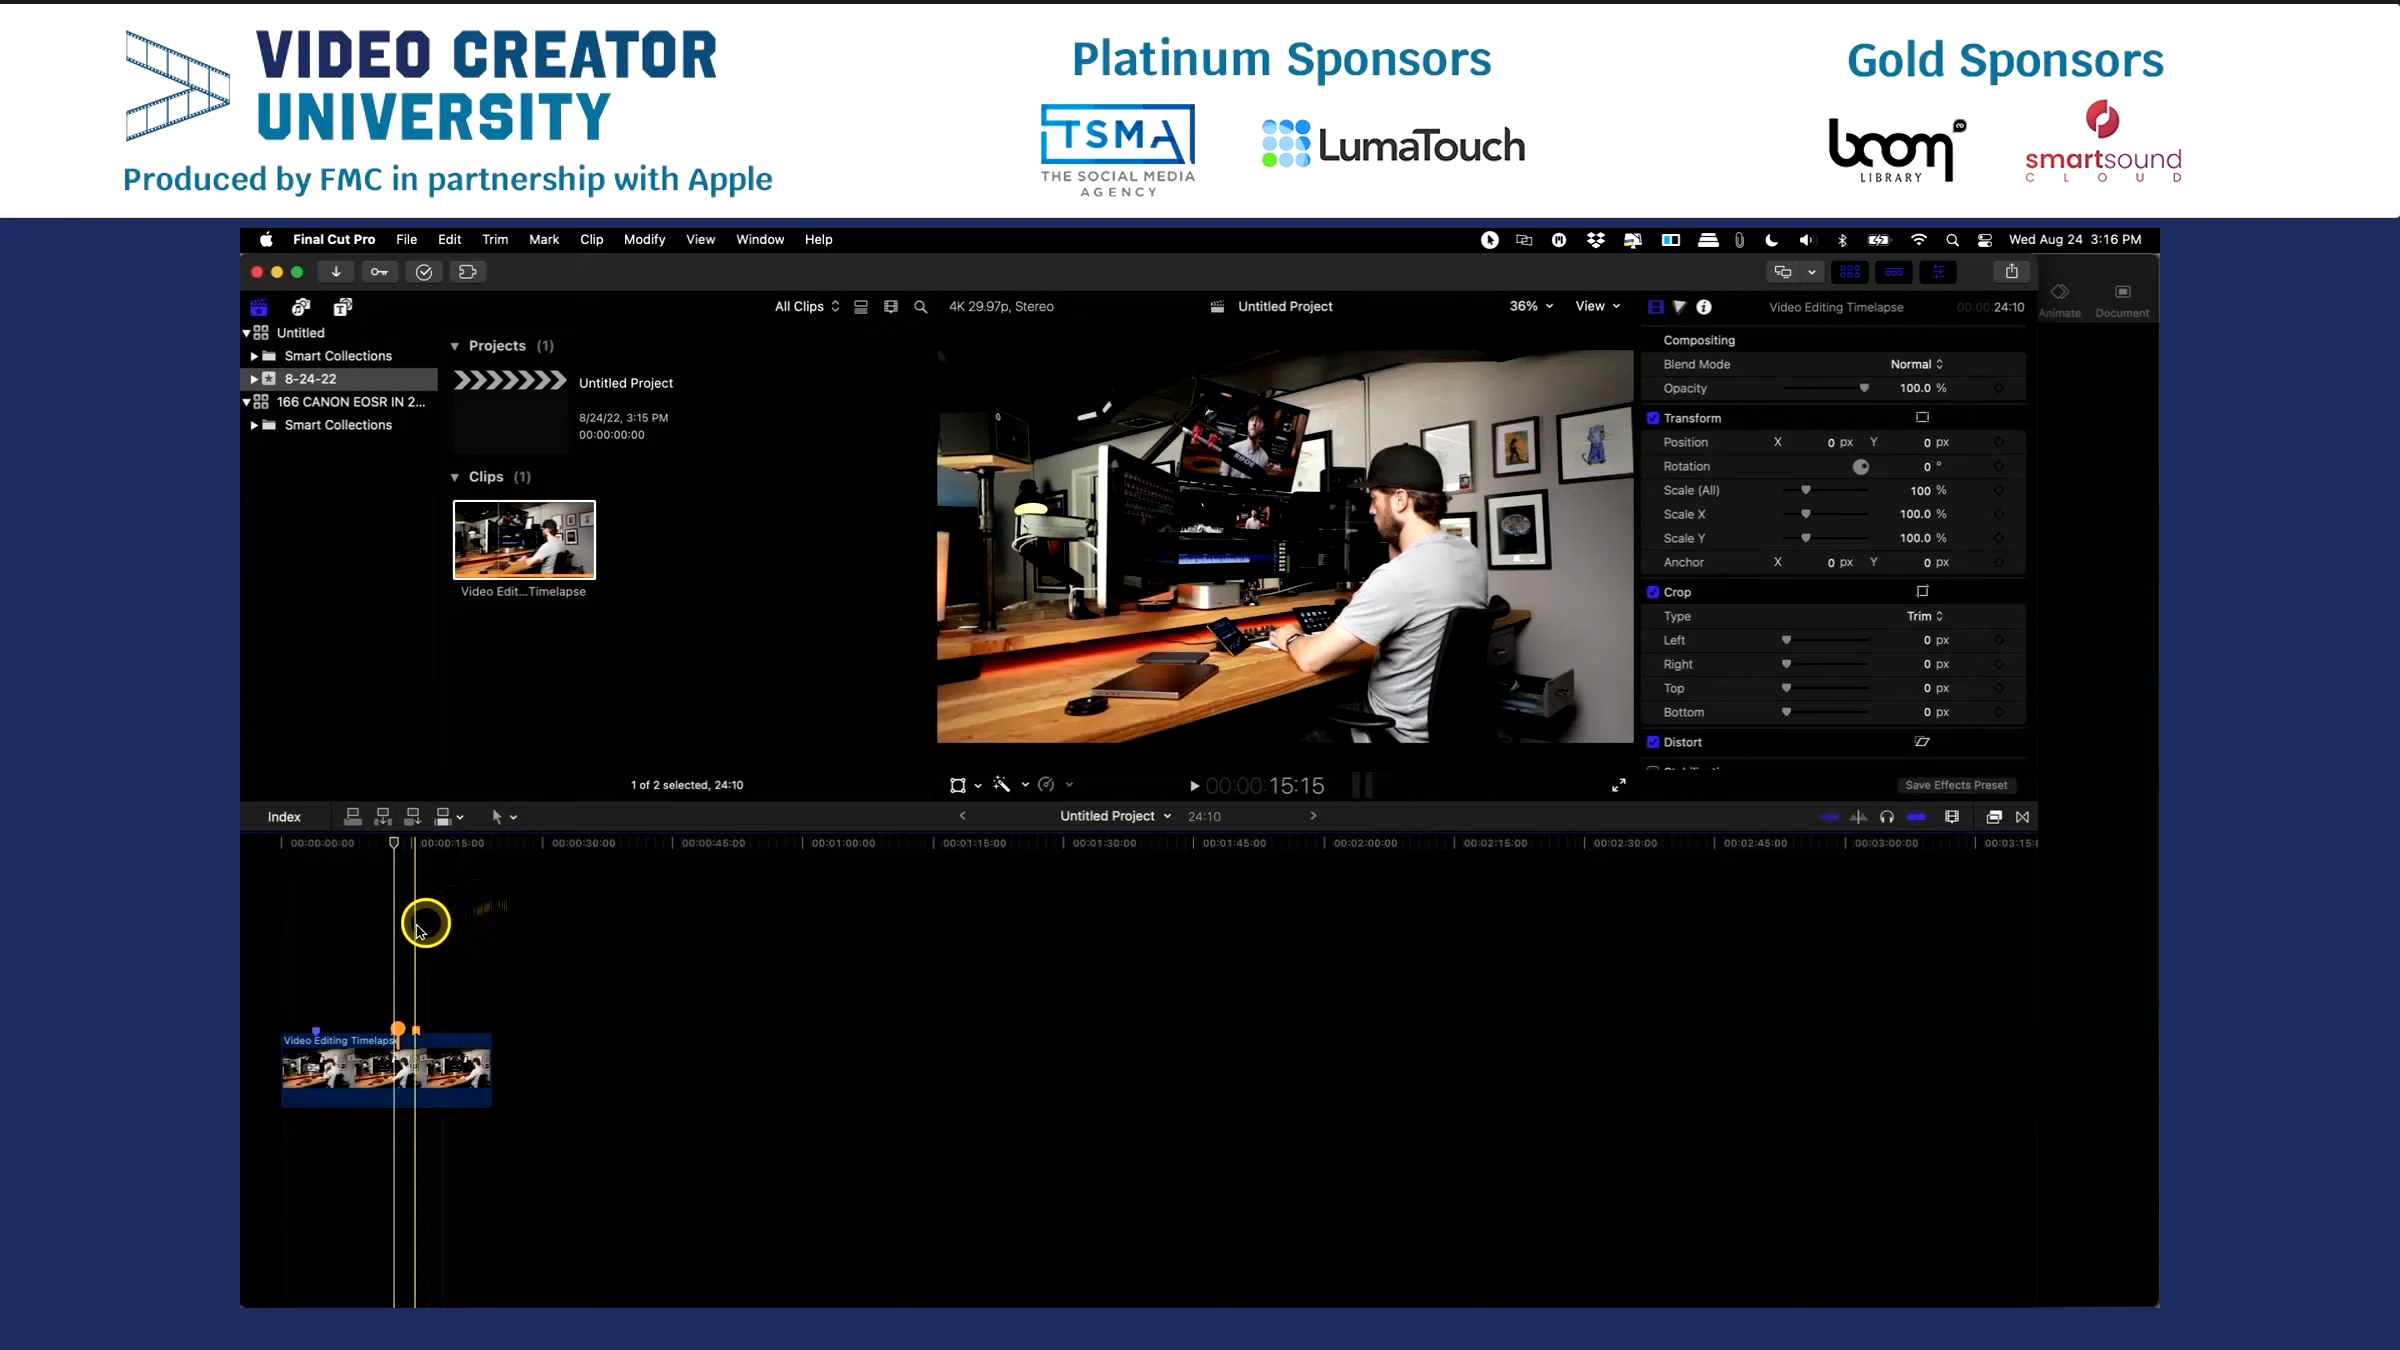 VIDEO CREATOR
UNIVERSITY
Produced by FMC in partnership with Apple
Platinum Sponsors
TSMA
THE SOCIAL MEDIA
AGENCY
LumaTouch
Gold Sponsors
boom
LIBRARY
smartsound
CLOUD
Final Cut Pro File Edit Trim Mark Clip Modify View Window Help
Wed Aug 24 3:16 PM
All Clips
4K 29.97p, Stereo
Untitled Project
36%
View
Video Editing Timelapse
00:00:24:10
Animate
Document
Untitled
Smart Collections
8-24-22
166 CANON EOSR IN 2...
Smart Collections
Projects (1)
Untitled Project
8/24/22, 3:15 PM
00:00:00:00
Clips (1)
Video Edit...Timelapse
1 of 2 selected, 24:10
Compositing
Blend Mode Normal
Opacity 100.0 %
Transform
Position X 0 px Y 0 px
Rotation 0 °
Scale (All) 100 %
Scale X 100.0 %
Scale Y 100.0 %
Anchor X 0 px Y 0 px
Crop
Type Trim
Left 0 px
Right 0 px
Top 0 px
Bottom 0 px
Distort
Save Effects Preset
00:00:15:15
Index
Untitled Project
24:10
00:00:00:00 00:00:15:00 00:00:30:00 00:00:45:00 00:01:00:00 00:01:15:00 00:01:30:00 00:01:45:00 00:02:00:00 00:02:15:00 00:02:30:00 00:02:45:00 00:03:00:00 00:03:15:
Video Editing Timelaps